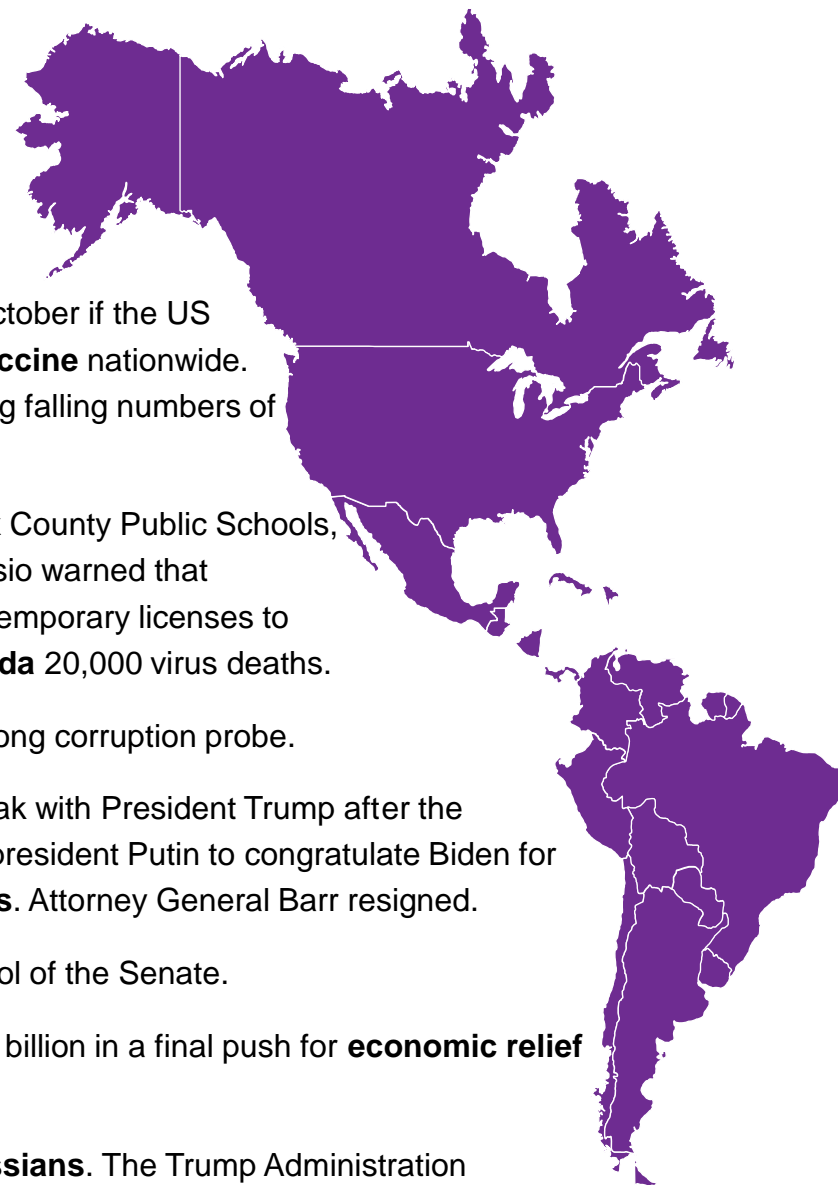 ctober if the US
ccine nationwide.
g falling numbers of
County Public Schools,
sio warned that
emporary licenses to
da 20,000 virus deaths.
ong corruption probe.
ak with President Trump after the
president Putin to congratulate Biden for
s. Attorney General Barr resigned.
ol of the Senate.
billion in a final push for economic relief
ssians. The Trump Administration